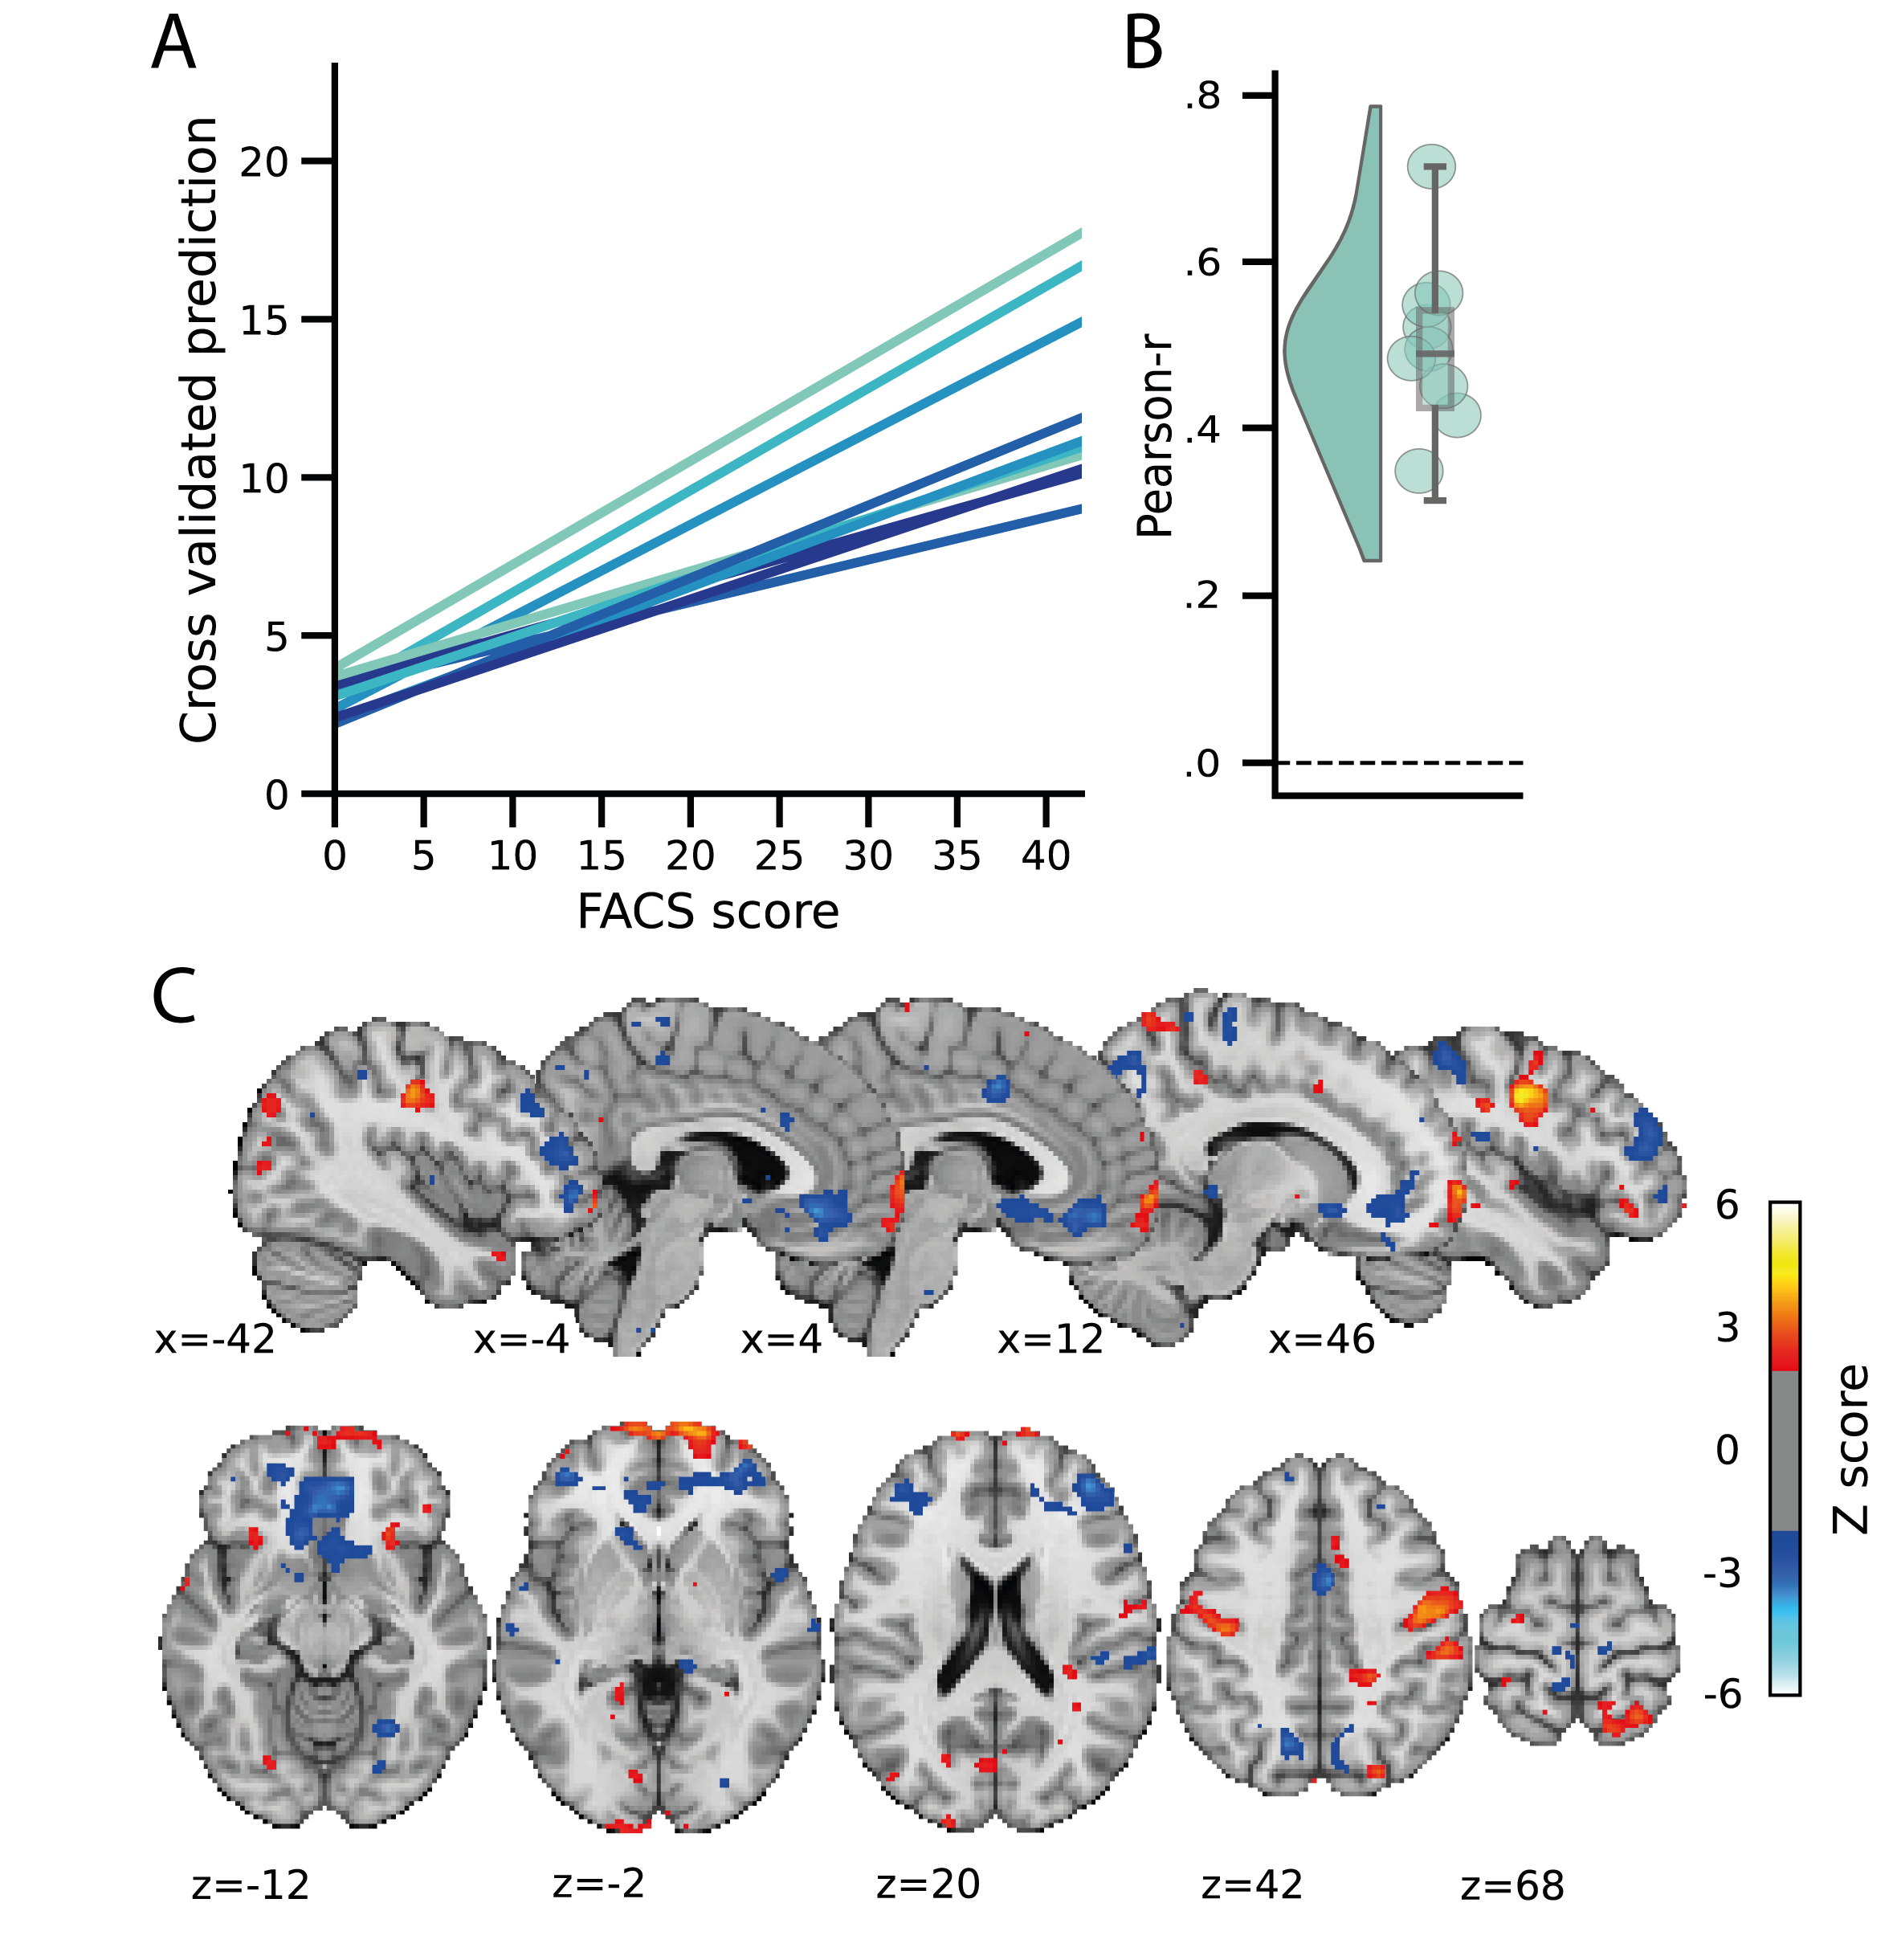 A
Cross validated prediction
20
15
10
5
0
0 5 10 15 20 25 30 35 40
FACS score
B
Pearson-r
.8
.6
.4
.2
.0
C
x=-42 x=-4 x=4 x=12 x=46
6
3
0
-3
-6
Z score
z=-12 z=-2 z=20 z=42 z=68